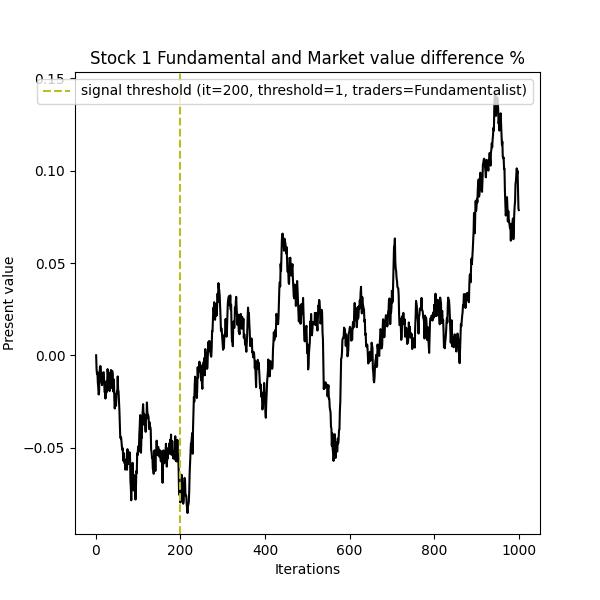 Stock 1 Fundamental and Market value difference %
signal threshold (it=200, threshold=1, traders=Fundamentalist)
Present value
0.15
0.10
0.05
0.00
−0.05
0
200
400
600
800
1000
Iterations